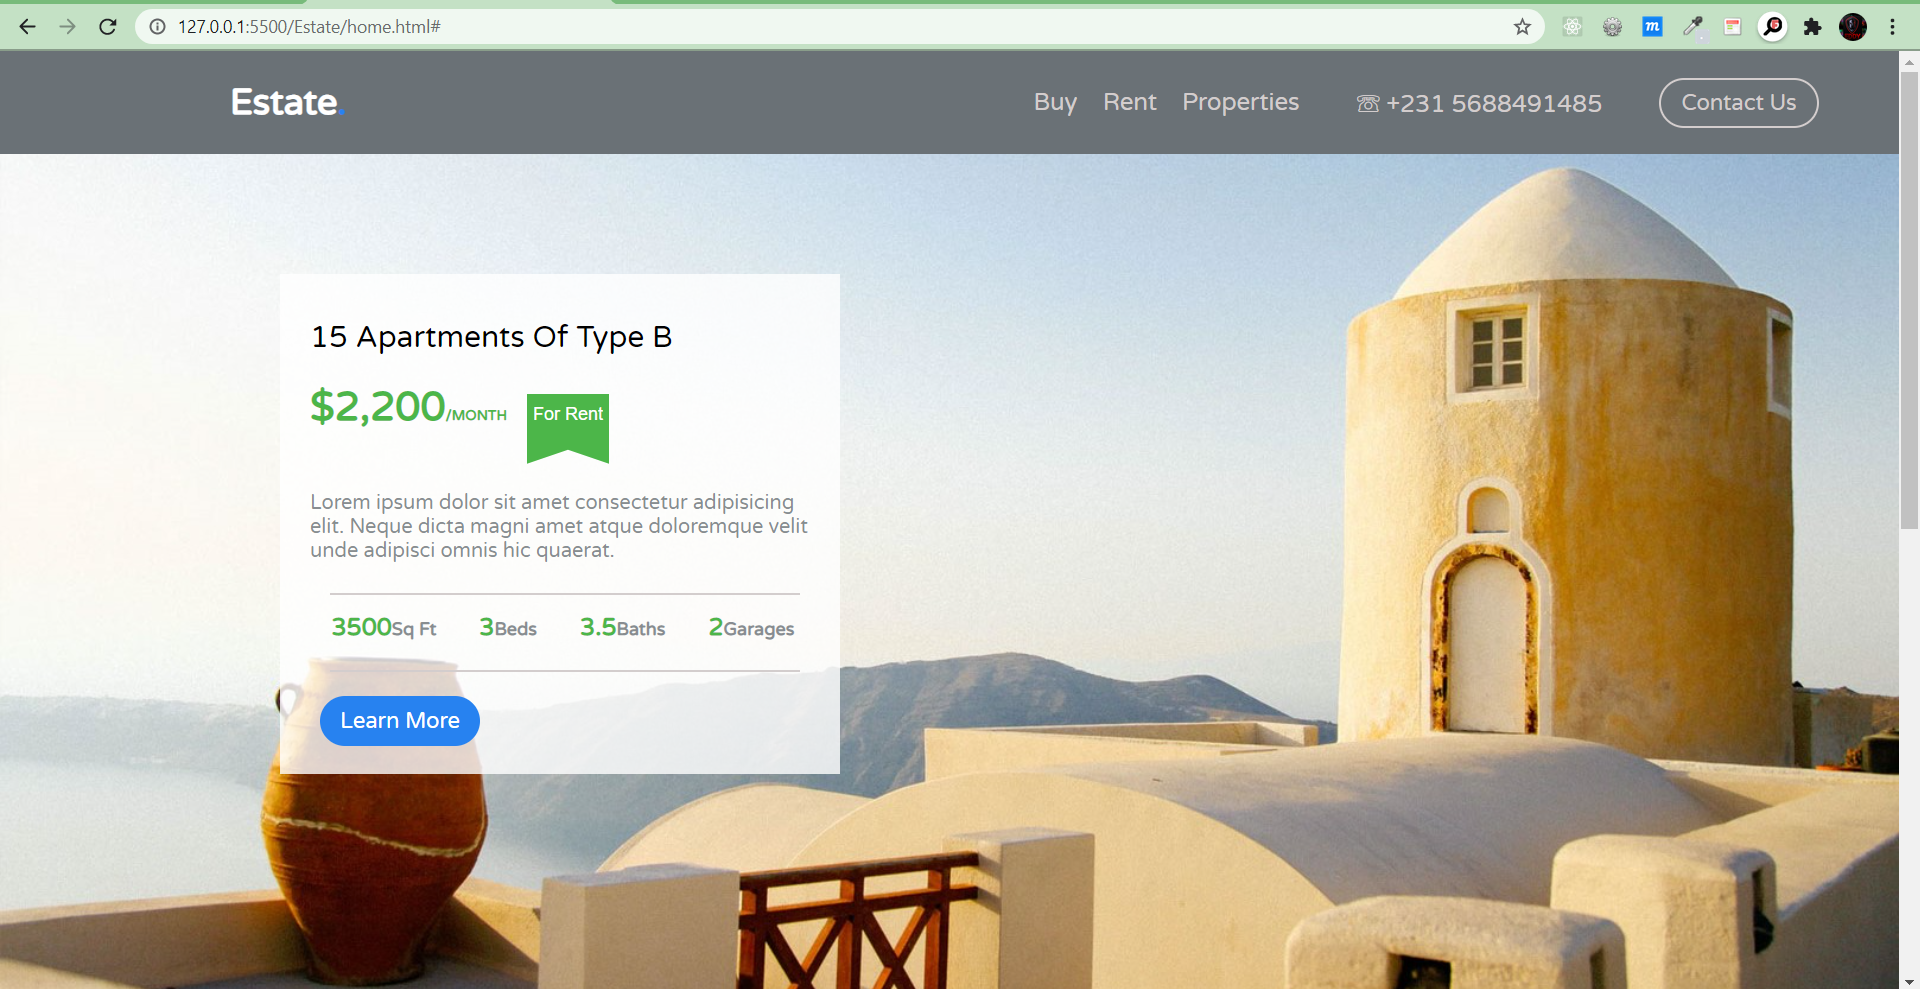 127.0.0.1:5500/Estate/home.html#
m
Estate.
Buy Rent Properties ☏ +231 5688491485 Contact Us
15 Apartments Of Type B
$2,200/MONTH For Rent
Lorem ipsum dolor sit amet consectetur adipisicing
elit. Neque dicta magni amet atque doloremque velit
unde adipisci omnis hic quaerat.
3500Sq Ft 3Beds 3.5Baths 2Garages
Learn More